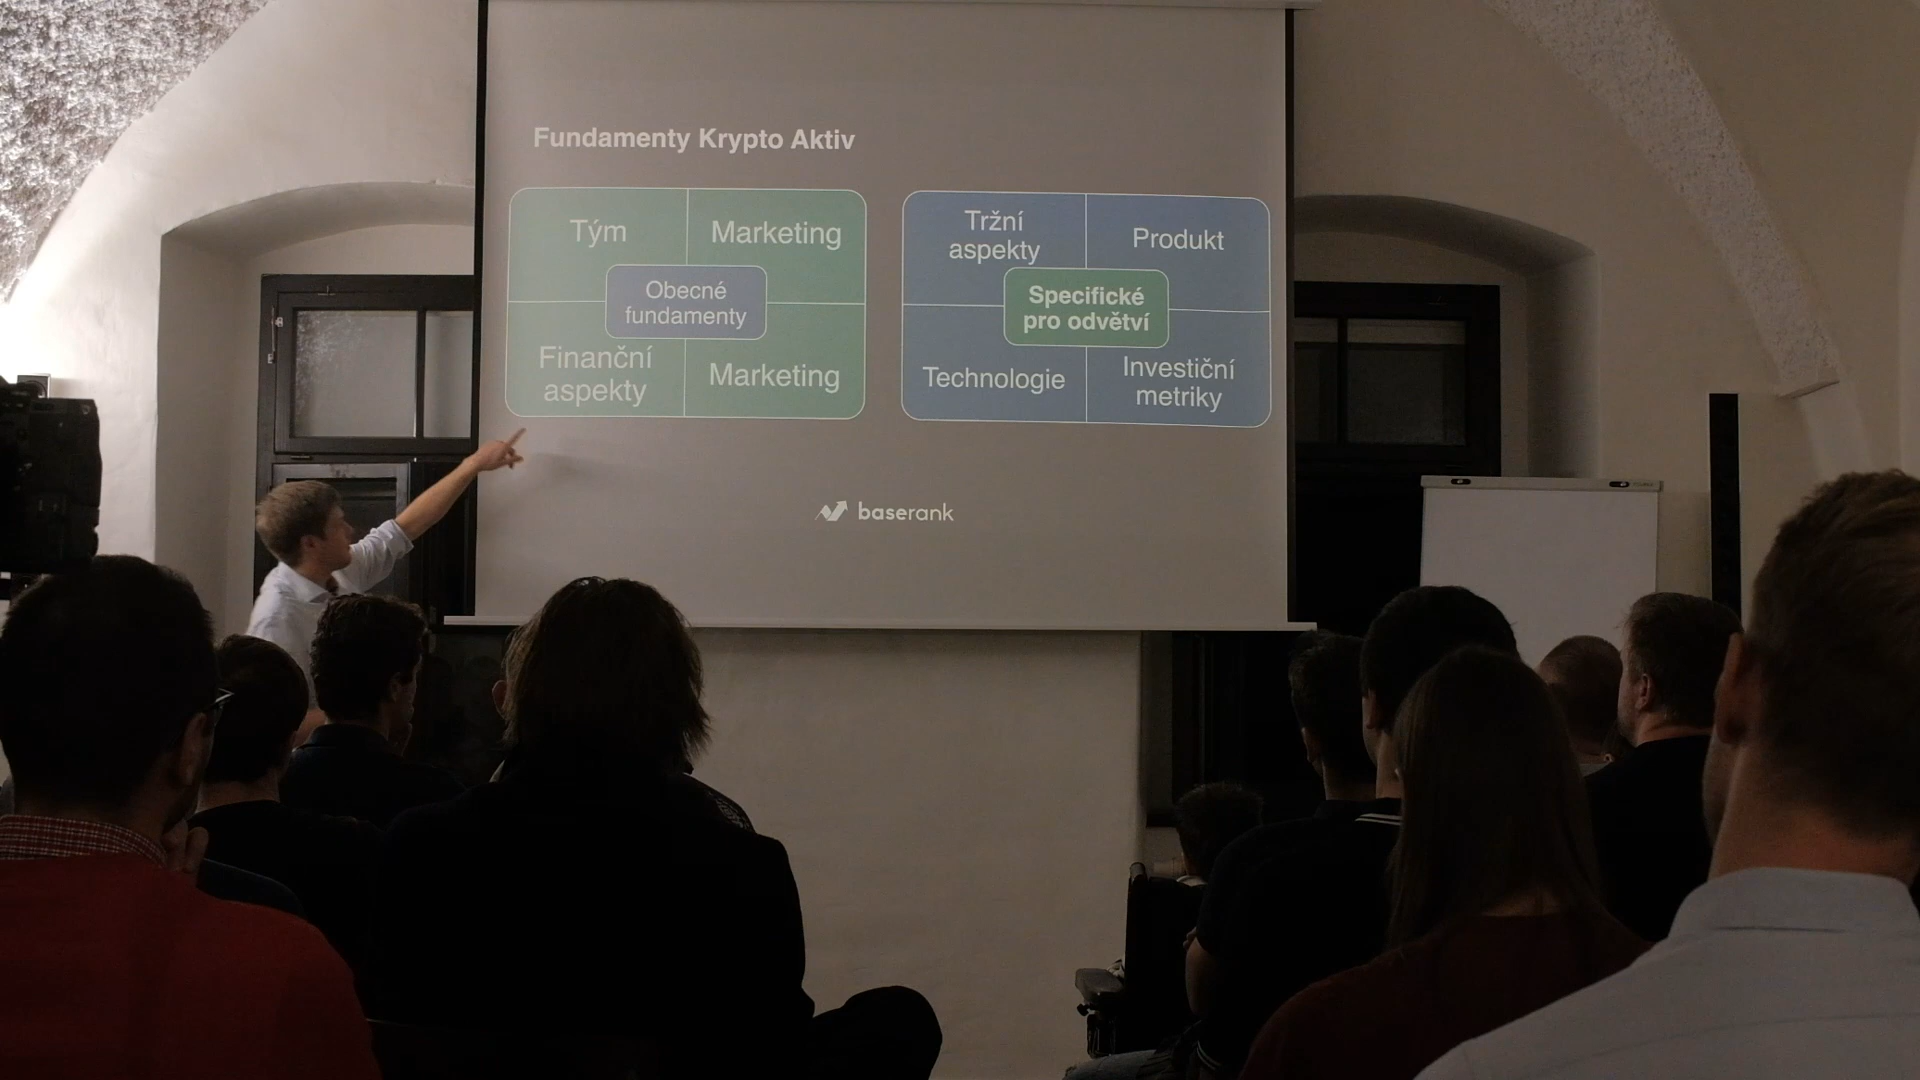 Fundamenty Krypto Aktiv
Tým
Marketing
Obecné
fundamenty
Finanční
aspekty
Marketing
Tržní
aspekty
Produkt
Specifické
pro odvětví
Technologie
Investiční
metriky
baserank